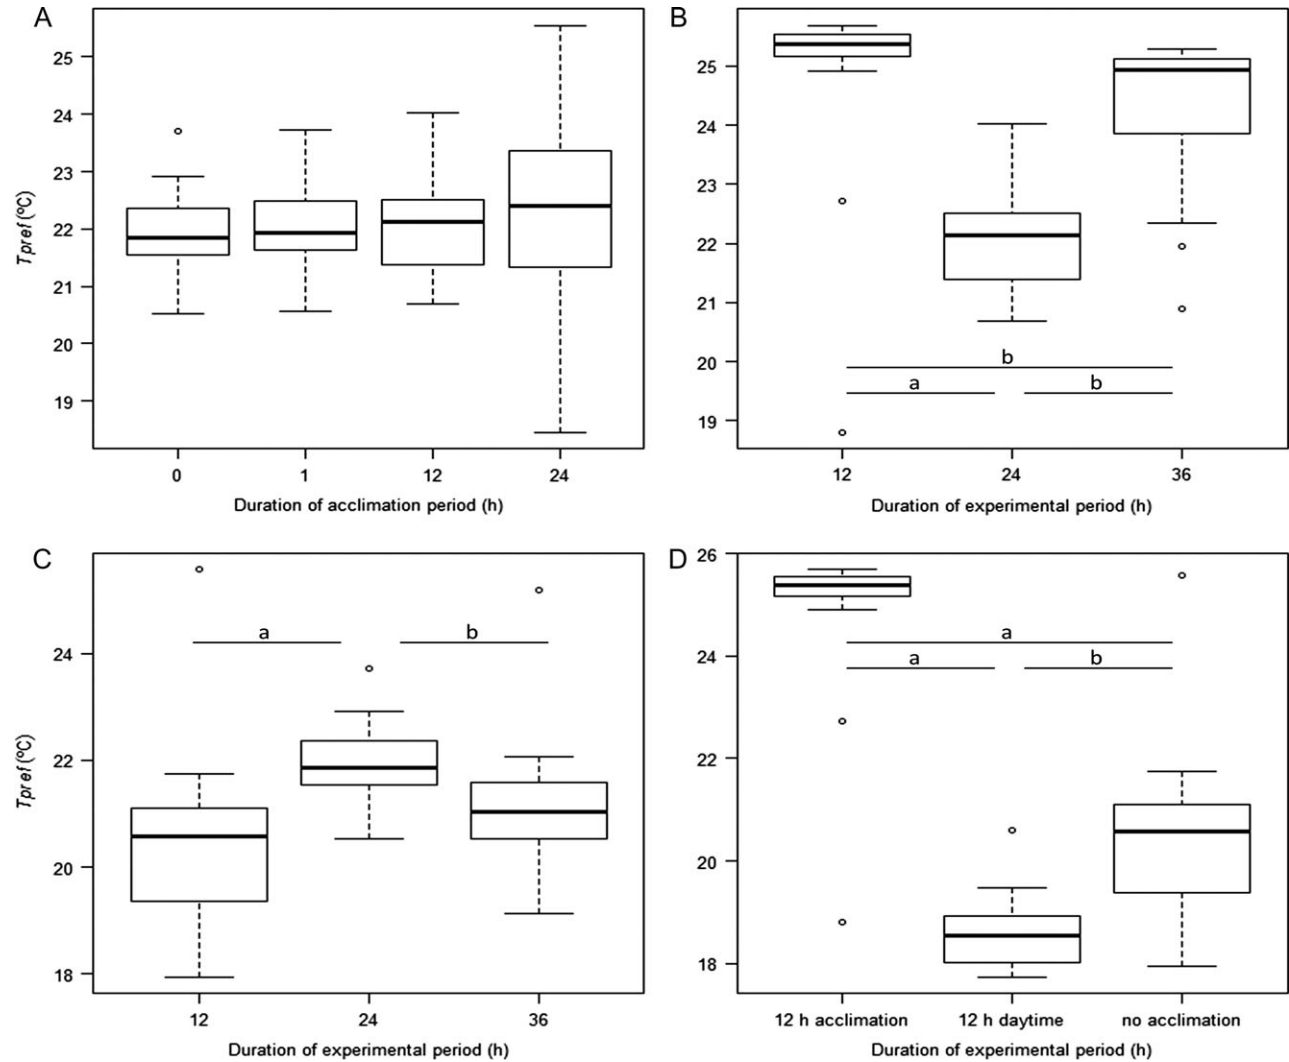 A
B
25
24
23
22
21
20
19
Tpref (ºC)
0 1 12 24
Duration of acclimation period (h)
25
24
23
22
21
20
19
b
a b
12 24 36
Duration of experimental period (h)
C
D
24
22
20
18
Tpref (ºC)
a b
12 24 36
Duration of experimental period (h)
26
24
22
20
18
a
a b
12 h acclimation 12 h daytime no acclimation
Duration of experimental period (h)